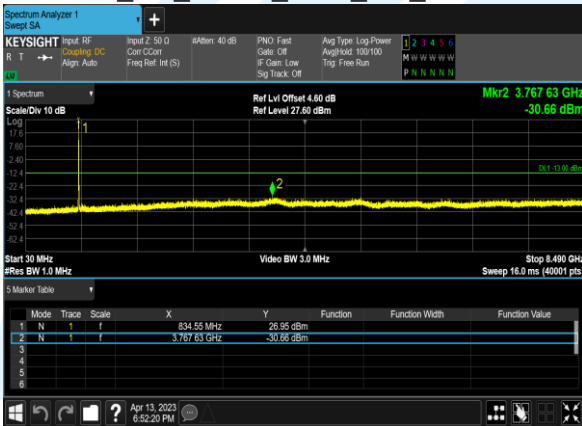 Spectrum Analyzer 1
Swept SA
+
KEYSIGHT Input: RF Input Z: 50 Ω #Atten: 40 dB PNO: Fast Avg Type: Log-Power 1 2 3 4 5 6
R T Coupling: DC Corr CCorr Gate: Off Avg|Hold: 100/100 M W W W W W
Align: Auto Freq Ref: Int (S) IF Gain: Low Trig: Free Run
LU Sig Track: Off P N N N N N
1 Spectrum Ref Lvl Offset 4.60 dB Mkr2 3.767 63 GHz
Scale/Div 10 dB Ref Level 27.60 dBm -30.66 dBm
Log
1
17.6
7.60
-2.40
DL1 -13.00 dBm
-12.4
2
-22.4
-32.4
-42.4
-52.4
-62.4
Start 30 MHz Video BW 3.0 MHz Stop 8.490 GHz
#Res BW 1.0 MHz Sweep 16.0 ms (40001 pts
5 Marker Table
Mode Trace Scale X Y Function Function Width Function Value
1 N 1 f 834.55 MHz 26.95 dBm
2 N 1 f 3.767 63 GHz -30.66 dBm
3
4
5
6
? Apr 13, 2023
6:52:20 PM